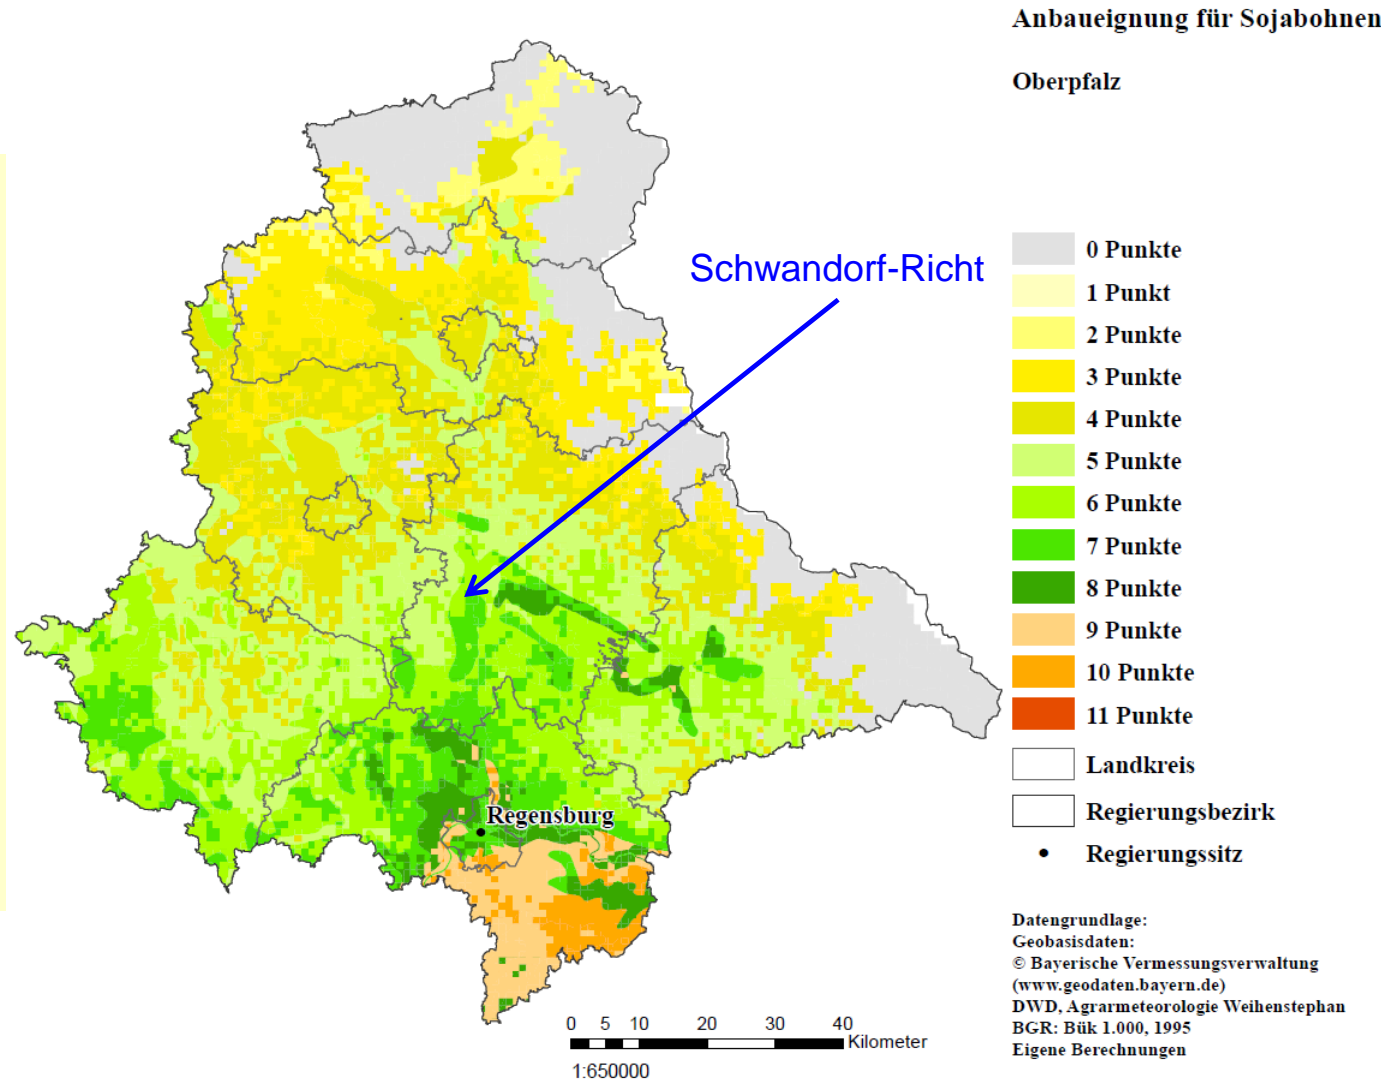 Anbaueignung für Sojabohnen
Oberpfalz
Schwandorf-Richt
0 Punkte
1 Punkt
2 Punkte
3 Punkte
4 Punkte
5 Punkte
6 Punkte
7 Punkte
8 Punkte
9 Punkte
10 Punkte
11 Punkte
Landkreis
Regierungsbezirk
Regierungssitz
Regensburg
Datengrundlage:
Geobasisdaten:
© Bayerische Vermessungsverwaltung
(www.geodaten.bayern.de)
DWD, Agrarmeteorologie Weihenstephan
BGR: Bük 1.000, 1995
Eigene Berechnungen
0 5 10 20 30 40
Kilometer
1:650000